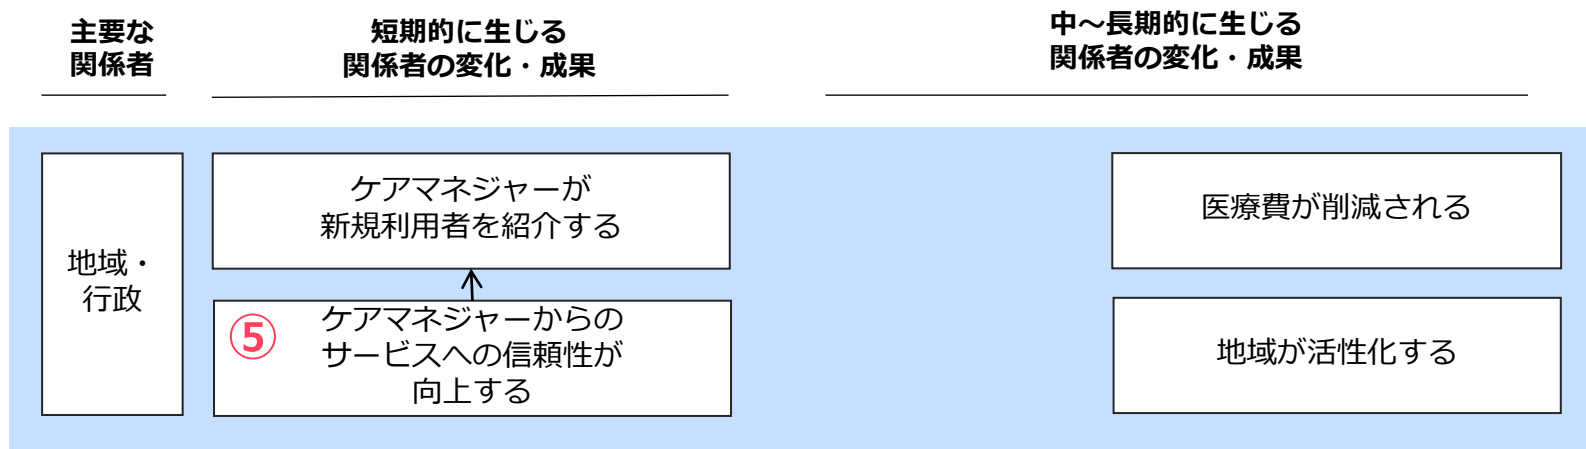 主要な
関係者
短期的に生じる
関係者の変化・成果
中～長期的に生じる
関係者の変化・成果
地域・
行政
ケアマネジャーが
新規利用者を紹介する
⑤
ケアマネジャーからの
サービスへの信頼性が
向上する
医療費が削減される
地域が活性化する